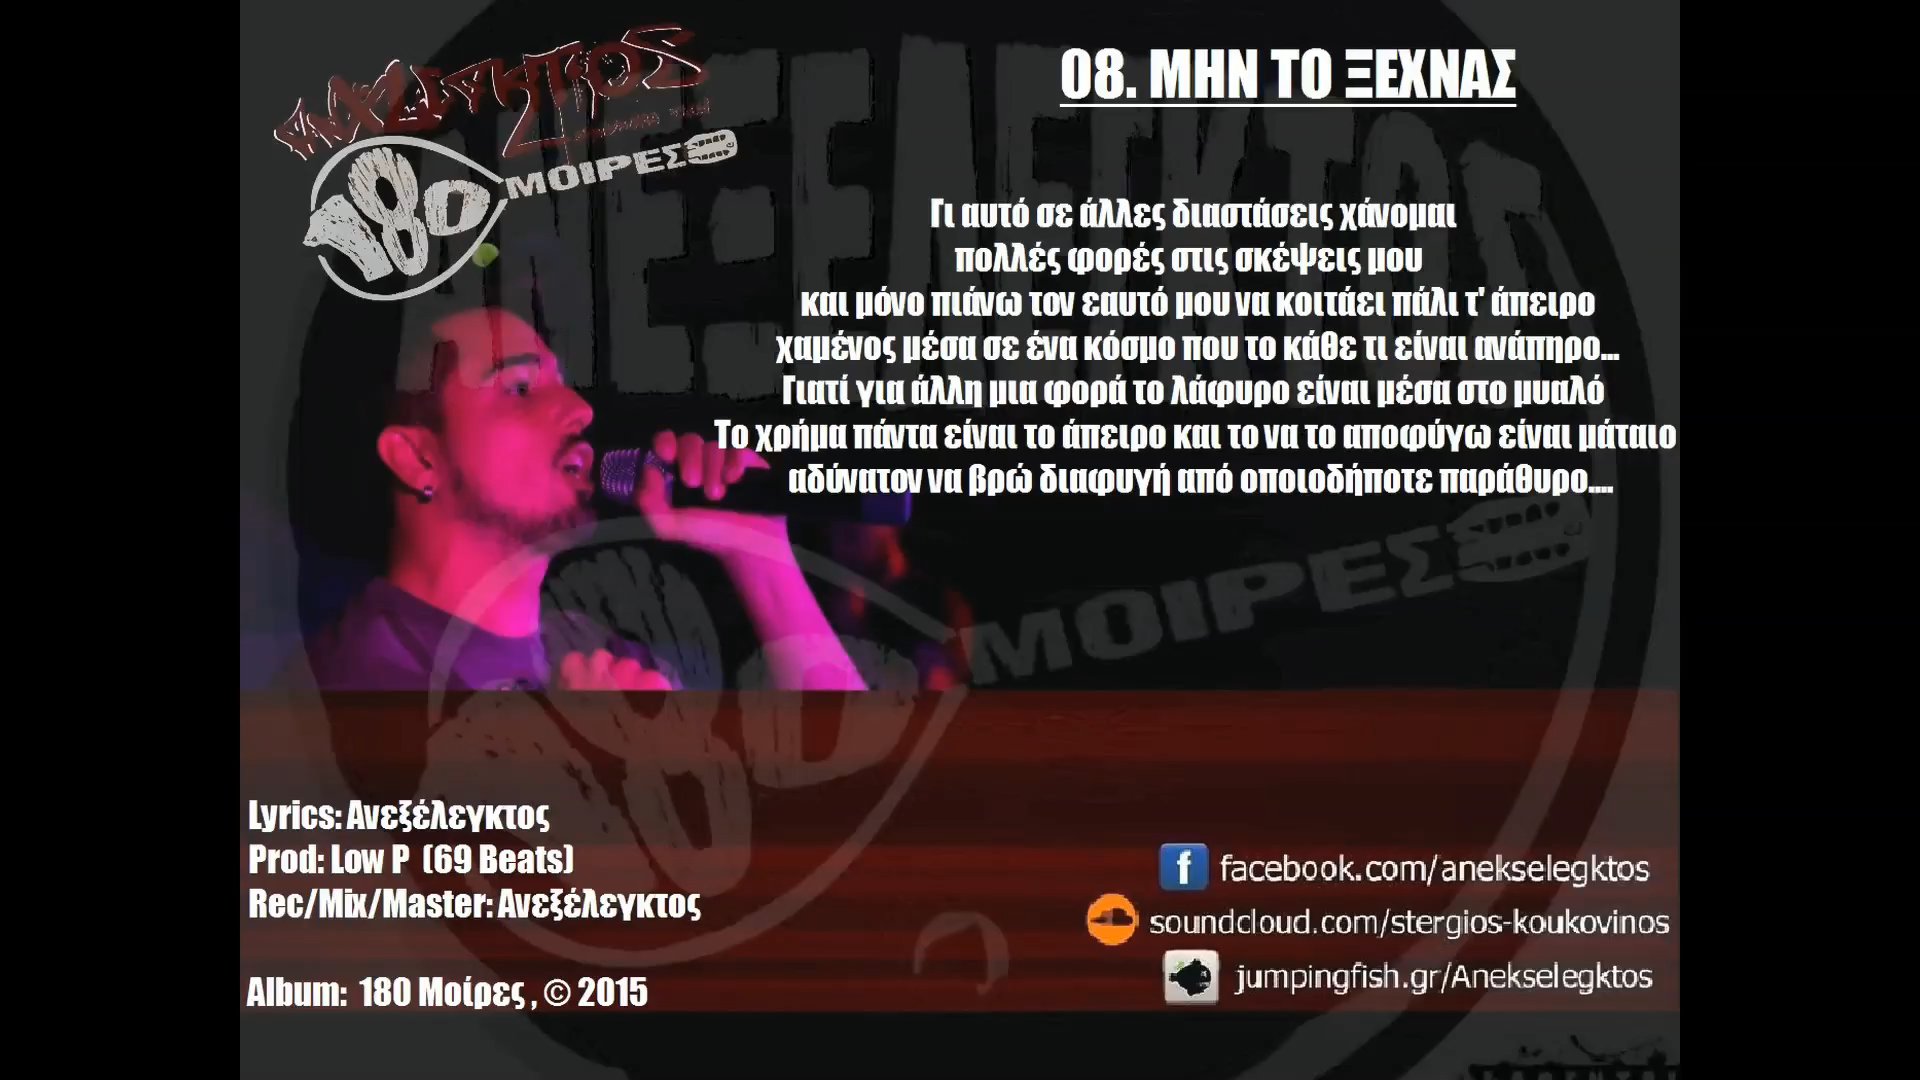 180 ΜΟΙΡΕΣ
08. ΜΗΝ ΤΟ ΞΕΧΝΑΣ
Γι αυτό σε άλλες διαστάσεις χάνομαι
πολλές φορές στις σκέψεις μου
και μόνο πιάνω τον εαυτό μου να κοιτάει πάλι τ' άπειρο
χαμένος μέσα σε ένα κόσμο που το κάθε τι είναι ανάπηρο...
Γιατί για άλλη μια φορά το λάφυρο είναι μέσα στο μυαλό
Το χρήμα πάντα είναι το άπειρο και το να το αποφύγω είναι μάταιο
αδύνατον να βρώ διαφυγή από οποιοδήποτε παράθυρο....
ΑΝΕΞΕΛΕΓΚΤΟΣ
180 ΜΟΙΡΕΣ
Lyrics: Ανεξέλεγκτος
Prod: Low P (69 Beats)
Rec/Mix/Master: Ανεξέλεγκτος
Album: 180 Μοίρες , © 2015
facebook.com/anekselegktos
soundcloud.com/stergios-koukovinos
jumpingfish.gr/Anekselegktos